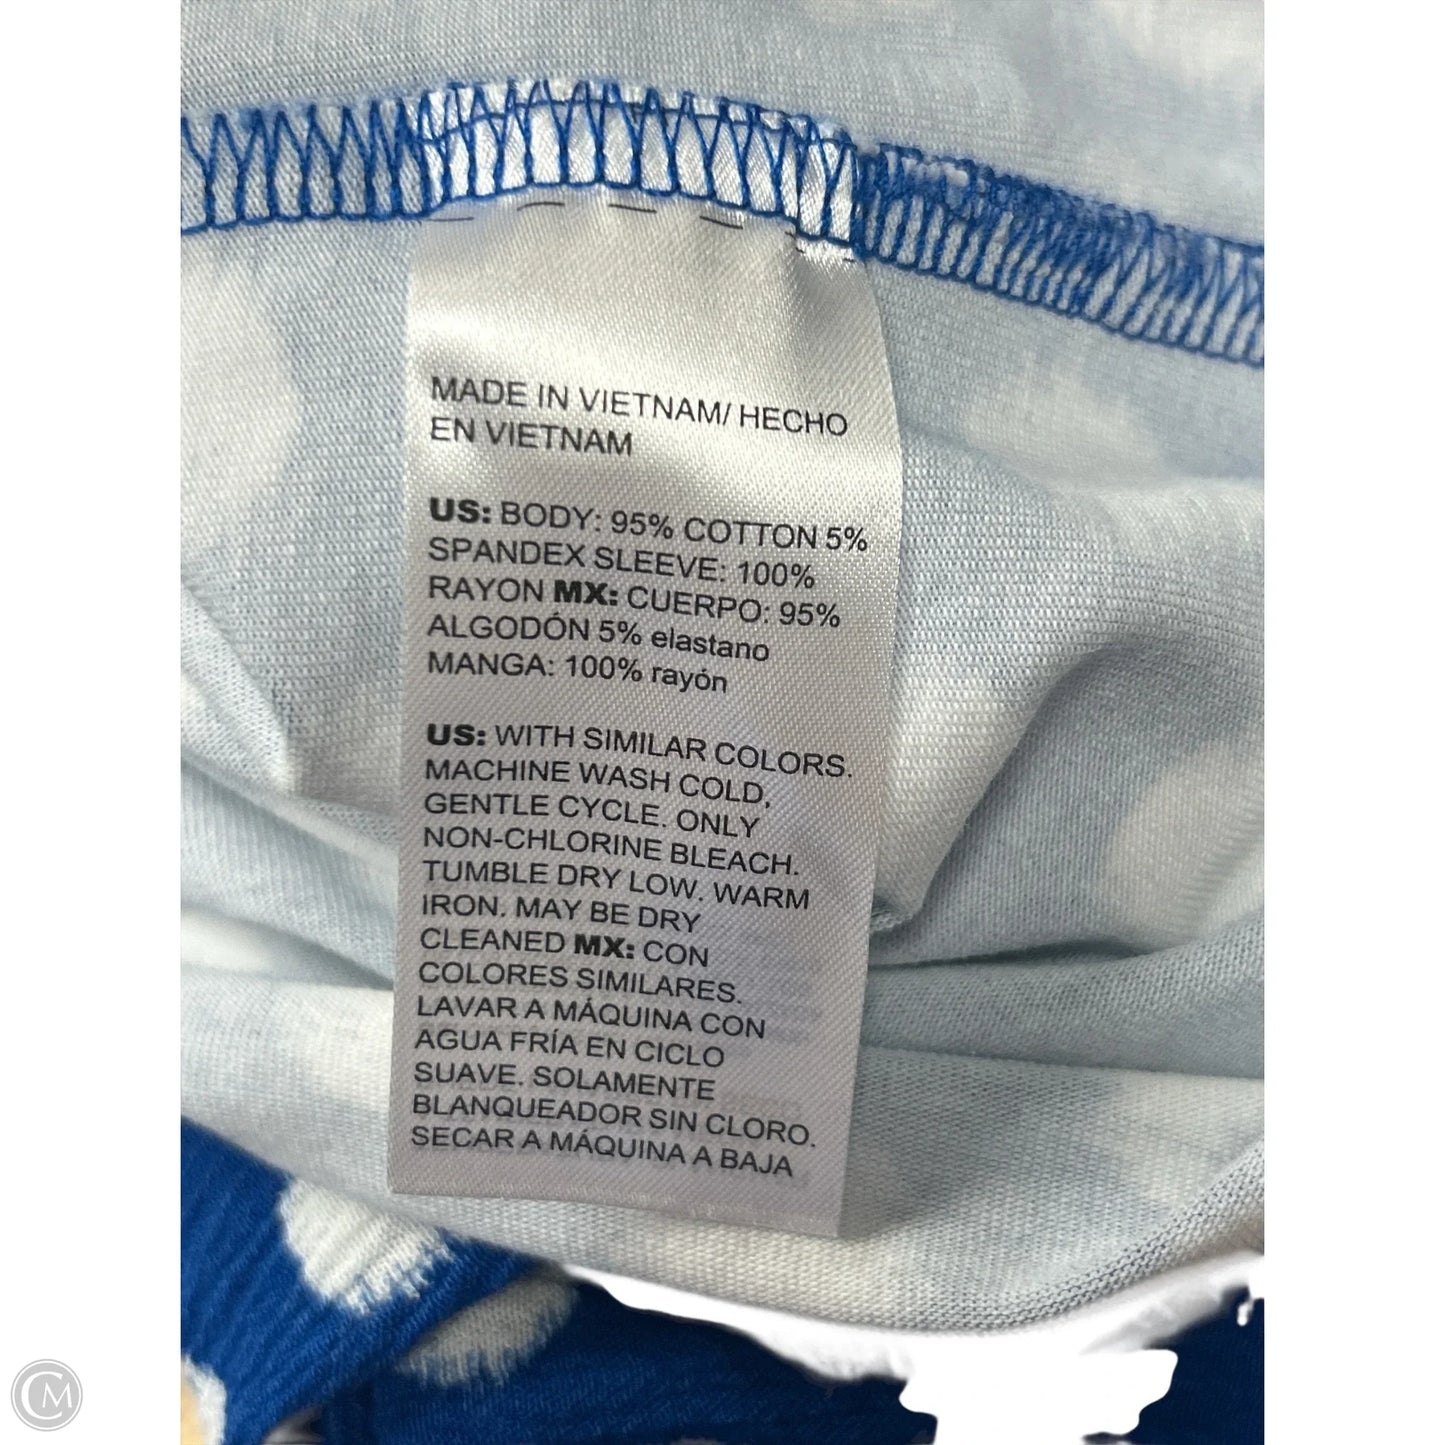 MADE IN VIETNAM/ HECHO
EN VIETNAM
US: BODY: 95% COTTON 5%
SPANDEX SLEEVE: 100%
RAYON MX: CUERPO: 95%
ALGODÓN 5% elastano
MANGA: 100% rayón
US: WITH SIMILAR COLORS.
MACHINE WASH COLD,
GENTLE CYCLE. ONLY
NON-CHLORINE BLEACH.
TUMBLE DRY LOW. WARM
IRON. MAY BE DRY
CLEANED MX: CON
COLORES SIMILARES.
LAVAR A MÁQUINA CON
AGUA FRÍA EN CICLO
SUAVE. SOLAMENTE
BLANQUEADOR SIN CLORO.
SECAR A MÁQUINA A BAJA
CM